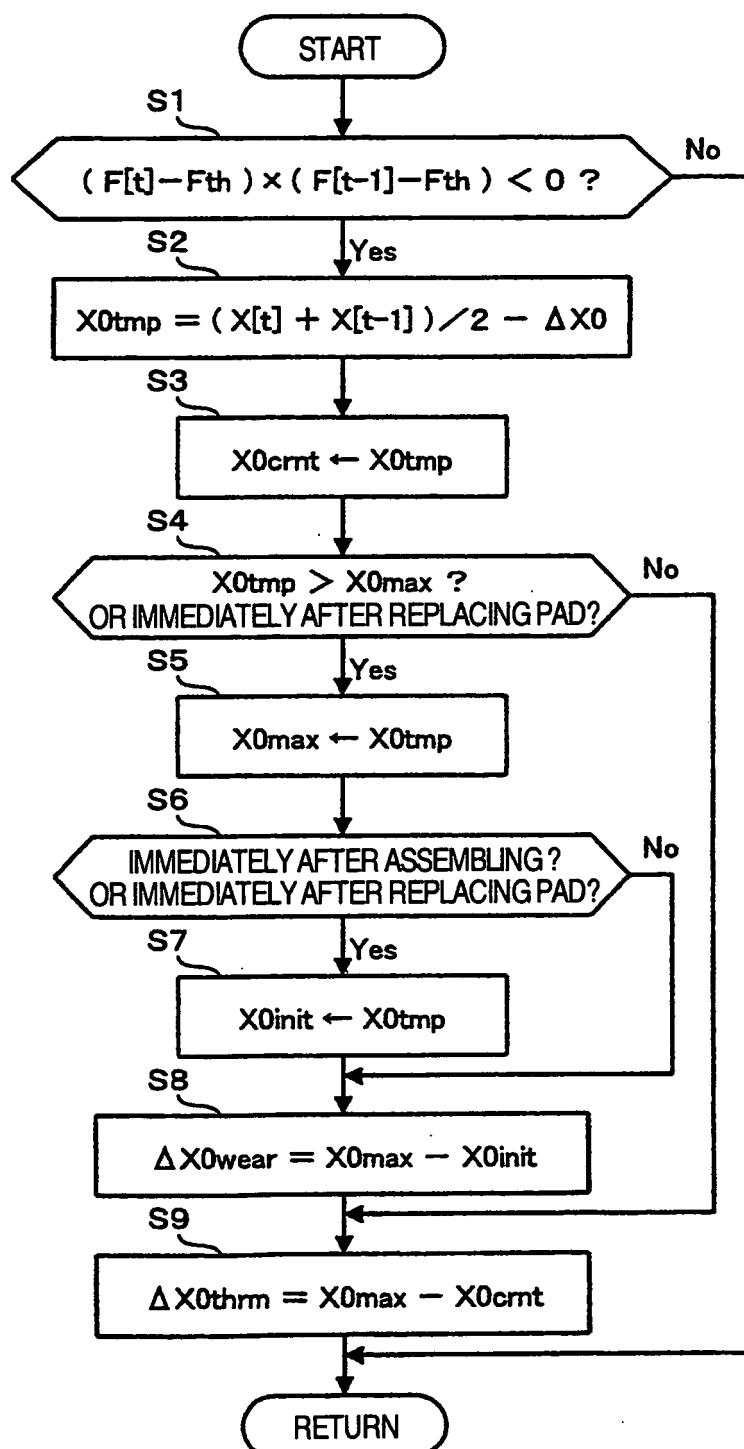 START
S1
( F[t]-Fth ) × ( F[t-1]-Fth ) < 0 ?
No
S2
Yes
X0tmp = ( X[t] + X[t-1] ) / 2 - ΔX0
S3
X0crnt ← X0tmp
S4
X0tmp > X0max ?
No
OR IMMEDIATELY AFTER REPLACING PAD?
S5
Yes
X0max ← X0tmp
S6
IMMEDIATELY AFTER ASSEMBLING ?
No
OR IMMEDIATELY AFTER REPLACING PAD?
S7
Yes
X0init ← X0tmp
S8
ΔX0wear = X0max - X0init
S9
ΔX0thrm = X0max - X0crnt
RETURN